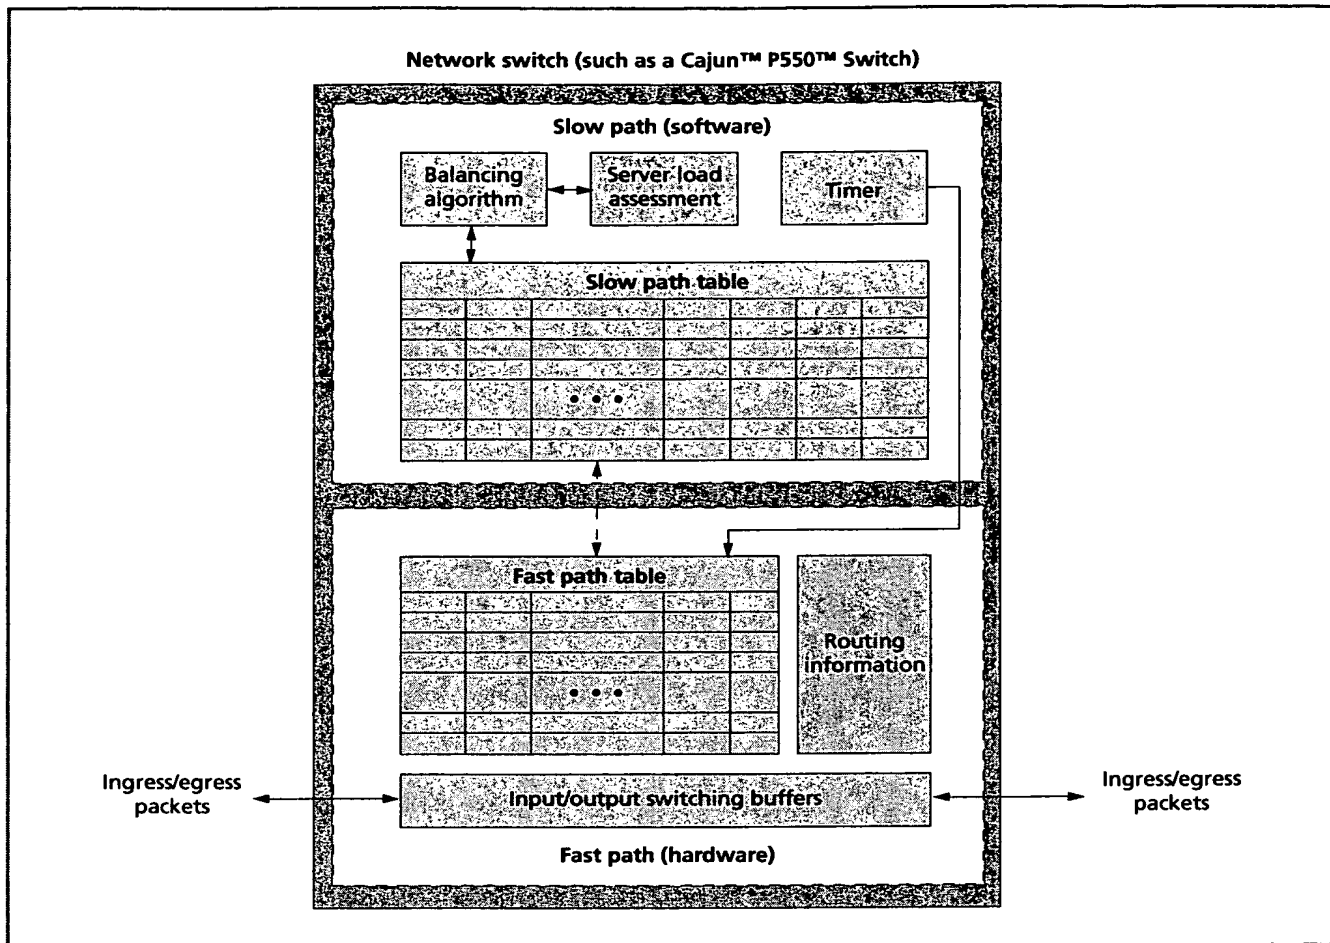 Network switch (such as a Cajun™ P550™ Switch)
Slow path (software)
Balancing
algorithm
Server load
assessment
Timer
Slow path table
• • •
Fast path table
• • •
Routing
information
Ingress/egress
packets
Input/output switching buffers
Ingress/egress
packets
Fast path (hardware)